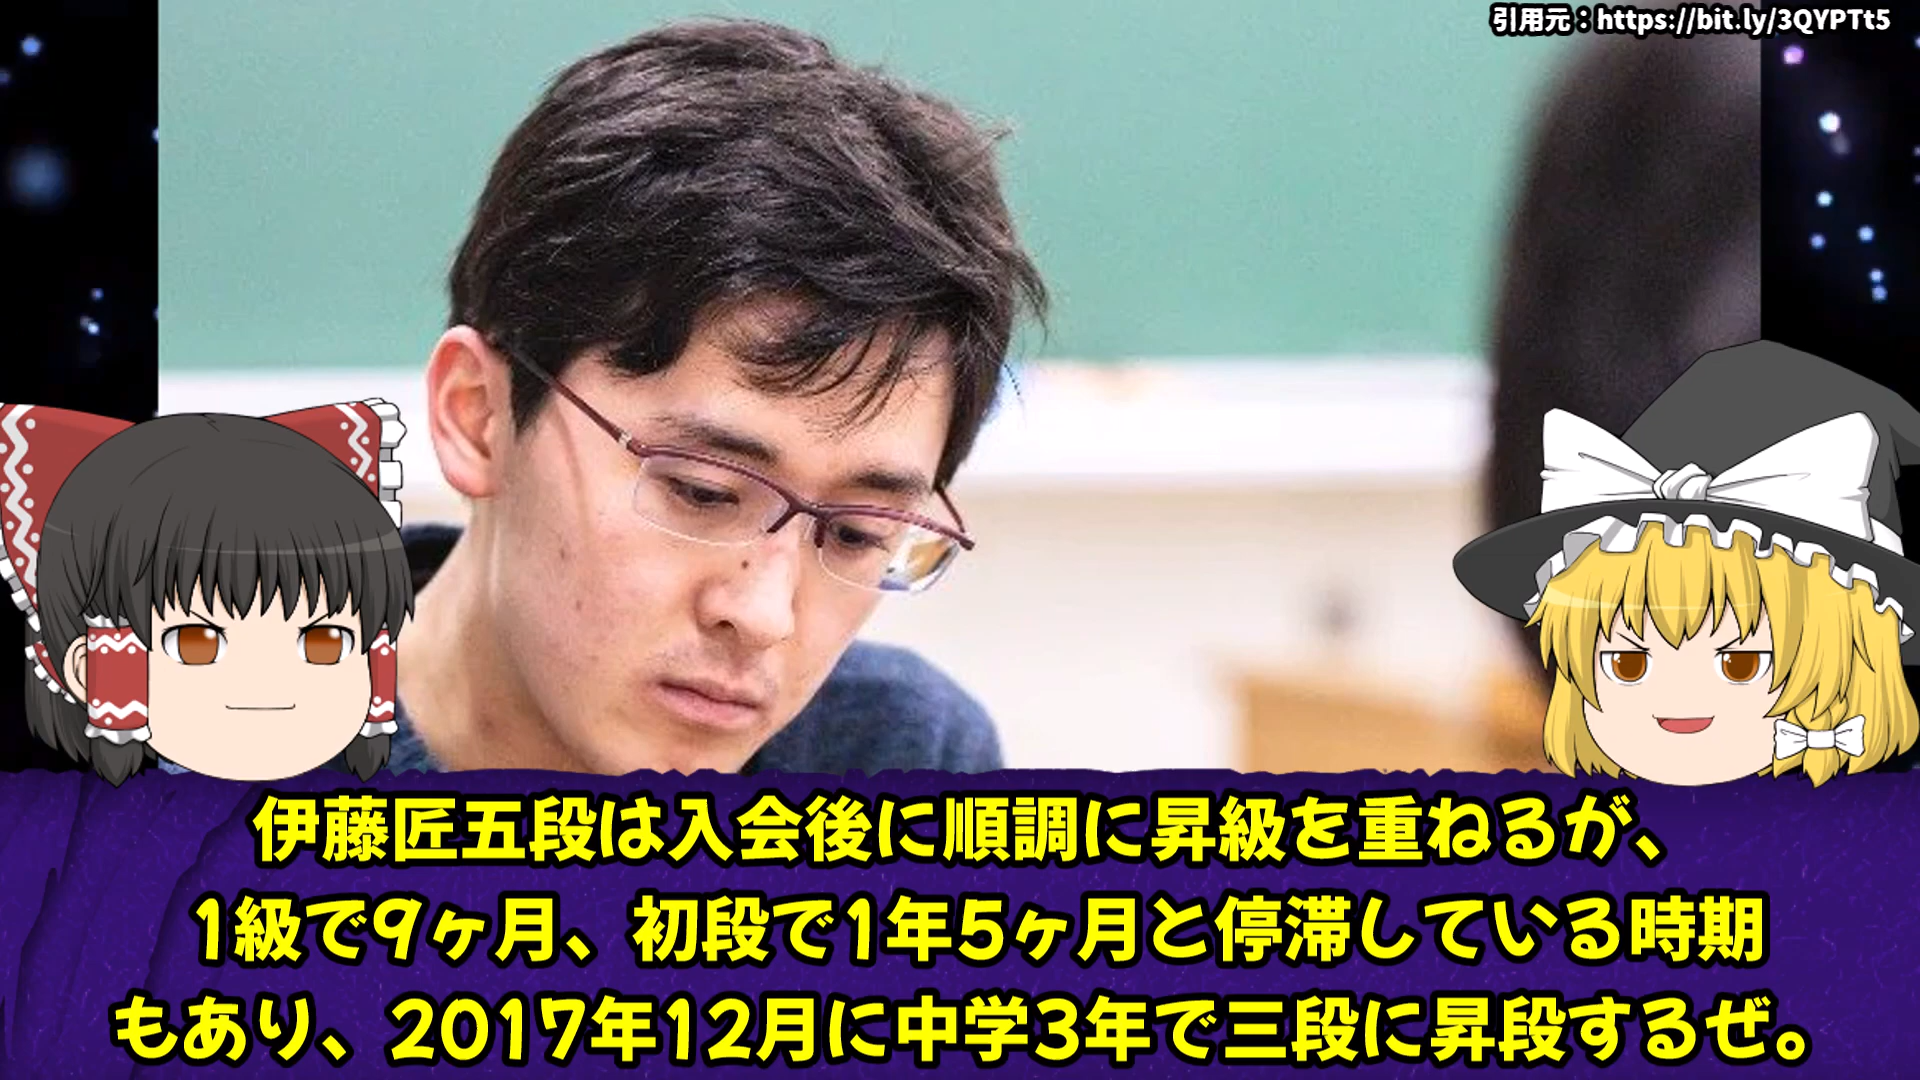 引用元：https://bit.ly/3QYPTt5
伊藤匠五段は入会後に順調に昇級を重ねるが、
1級で9ヶ月、初段で1年5ヶ月と停滞している時期
もあり、2017年12月に中学3年で三段に昇段するぜ。